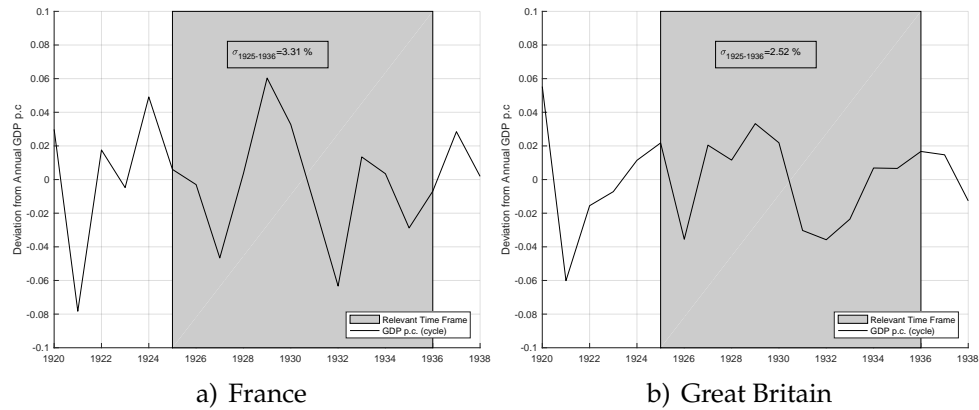 0.1
0.08
0.06
0.04
0.02
0
-0.02
-0.04
-0.06
-0.08
-0.1
Deviation from Annual GDP p.c
σ1925-1936=3.31 %
Relevant Time Frame
GDP p.c. (cycle)
1920 1922 1924 1926 1928 1930 1932 1934 1936 1938
a) France
0.1
0.08
0.06
0.04
0.02
0
-0.02
-0.04
-0.06
-0.08
-0.1
Deviation from Annual GDP p.c
σ1925-1936=2.52 %
Relevant Time Frame
GDP p.c. (cycle)
1920 1922 1924 1926 1928 1930 1932 1934 1936 1938
b) Great Britain